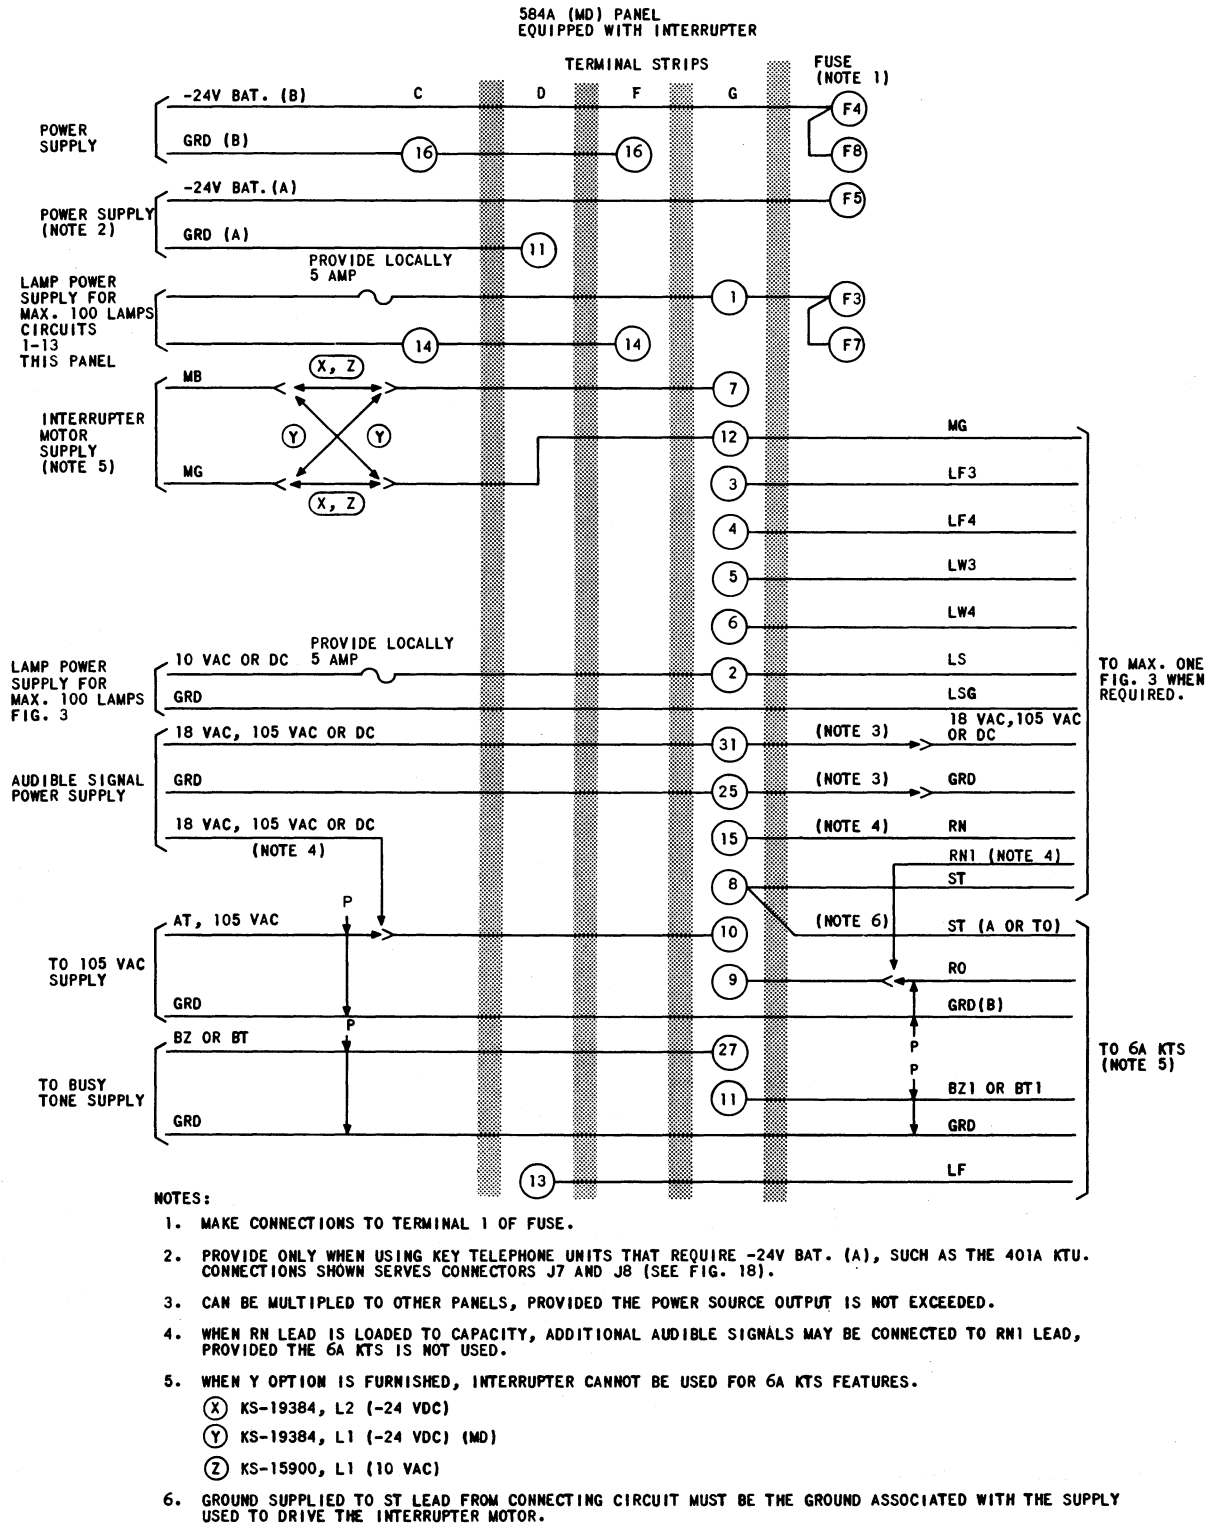 584A (MD) PANEL
EQUIPPED WITH INTERRUPTER
TERMINAL STRIPS
FUSE
(NOTE 1)
C D F G
-24V BAT. (B)
F4
POWER
SUPPLY
GRD (B)
16 16 F8
-24V BAT.(A)
F5
POWER SUPPLY
(NOTE 2)
GRD (A)
11
PROVIDE LOCALLY
5 AMP
LAMP POWER
SUPPLY FOR
MAX. 100 LAMPS
CIRCUITS
1-13
THIS PANEL
1 F3
14 14 F7
X, Z
MB
7
INTERRUPTER
MOTOR
SUPPLY
(NOTE 5)
Y Y
12 MG
MG
X, Z
3 LF3
4 LF4
5 LW3
6 LW4
PROVIDE LOCALLY
5 AMP
LAMP POWER
SUPPLY FOR
MAX. 100 LAMPS
FIG. 3
10 VAC OR DC
2 LS
GRD
LSG
TO MAX. ONE
FIG. 3 WHEN
REQUIRED.
18 VAC, 105 VAC OR DC
31 (NOTE 3)
18 VAC,105 VAC
OR DC
AUDIBLE SIGNAL
POWER SUPPLY
GRD
25 (NOTE 3) GRD
18 VAC, 105 VAC OR DC
(NOTE 4)
15 (NOTE 4) RN
RN1 (NOTE 4)
8 ST
P
AT, 105 VAC
10 (NOTE 6) ST (A OR TO)
TO 105 VAC
SUPPLY
9 RO
GRD
GRD(B)
P
BZ OR BT
27
P
P
TO 6A KTS
(NOTE 5)
TO BUSY
TONE SUPPLY
11 BZ1 OR BT1
GRD
GRD
13 LF
NOTES:
1. MAKE CONNECTIONS TO TERMINAL 1 OF FUSE.
2. PROVIDE ONLY WHEN USING KEY TELEPHONE UNITS THAT REQUIRE -24V BAT. (A), SUCH AS THE 401A KTU.
CONNECTIONS SHOWN SERVES CONNECTORS J7 AND J8 (SEE FIG. 18).
3. CAN BE MULTIPLED TO OTHER PANELS, PROVIDED THE POWER SOURCE OUTPUT IS NOT EXCEEDED.
4. WHEN RN LEAD IS LOADED TO CAPACITY, ADDITIONAL AUDIBLE SIGNALS MAY BE CONNECTED TO RN1 LEAD,
PROVIDED THE 6A KTS IS NOT USED.
5. WHEN Y OPTION IS FURNISHED, INTERRUPTER CANNOT BE USED FOR 6A KTS FEATURES.
X KS-19384, L2 (-24 VDC)
Y KS-19384, L1 (-24 VDC) (MD)
Z KS-15900, L1 (10 VAC)
6. GROUND SUPPLIED TO ST LEAD FROM CONNECTING CIRCUIT MUST BE THE GROUND ASSOCIATED WITH THE SUPPLY
USED TO DRIVE THE INTERRUPTER MOTOR.